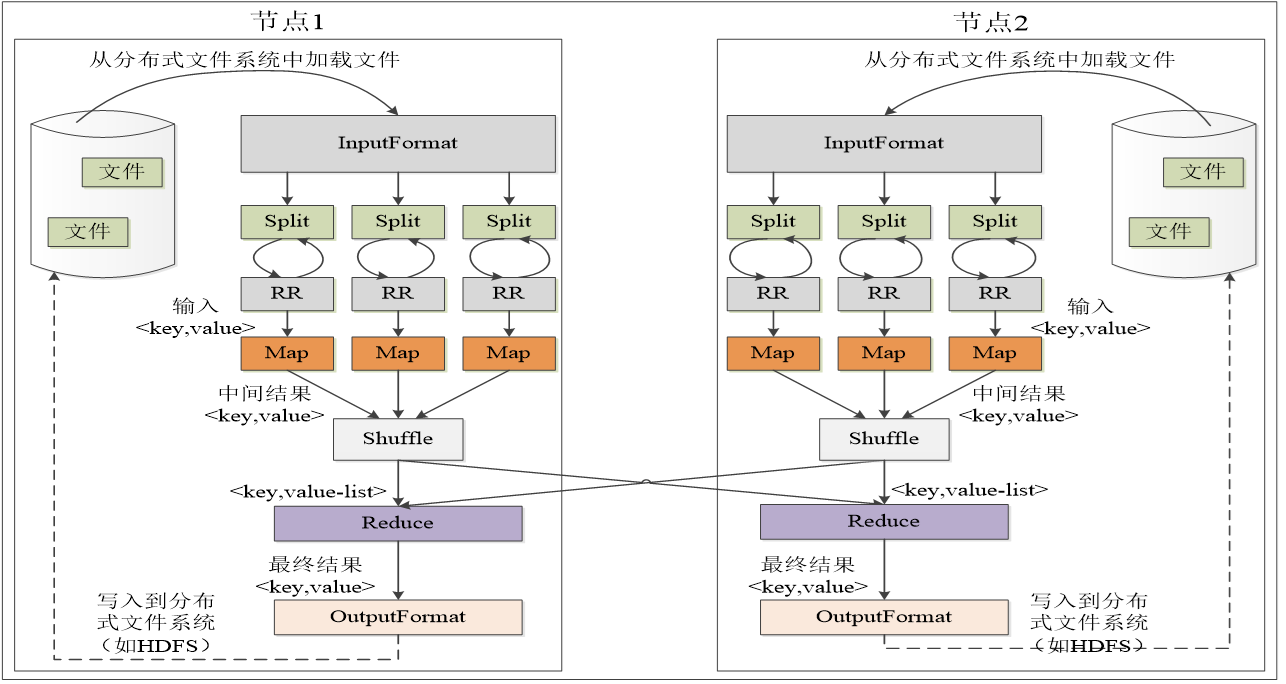 节点1
从分布式文件系统中加载文件
InputFormat
文件
文件
Split
Split
Split
RR
RR
RR
输入
<key,value>
Map
Map
Map
中间结果
<key,value>
Shuffle
<key,value-list>
Reduce
最终结果
<key,value>
OutputFormat
写入到分布
式文件系统
（如HDFS）
节点2
从分布式文件系统中加载文件
InputFormat
文件
文件
Split
Split
Split
RR
RR
RR
输入
<key,value>
Map
Map
Map
中间结果
<key,value>
Shuffle
<key,value-list>
Reduce
最终结果
<key,value>
OutputFormat
写入到分布
式文件系统
（如HDFS）